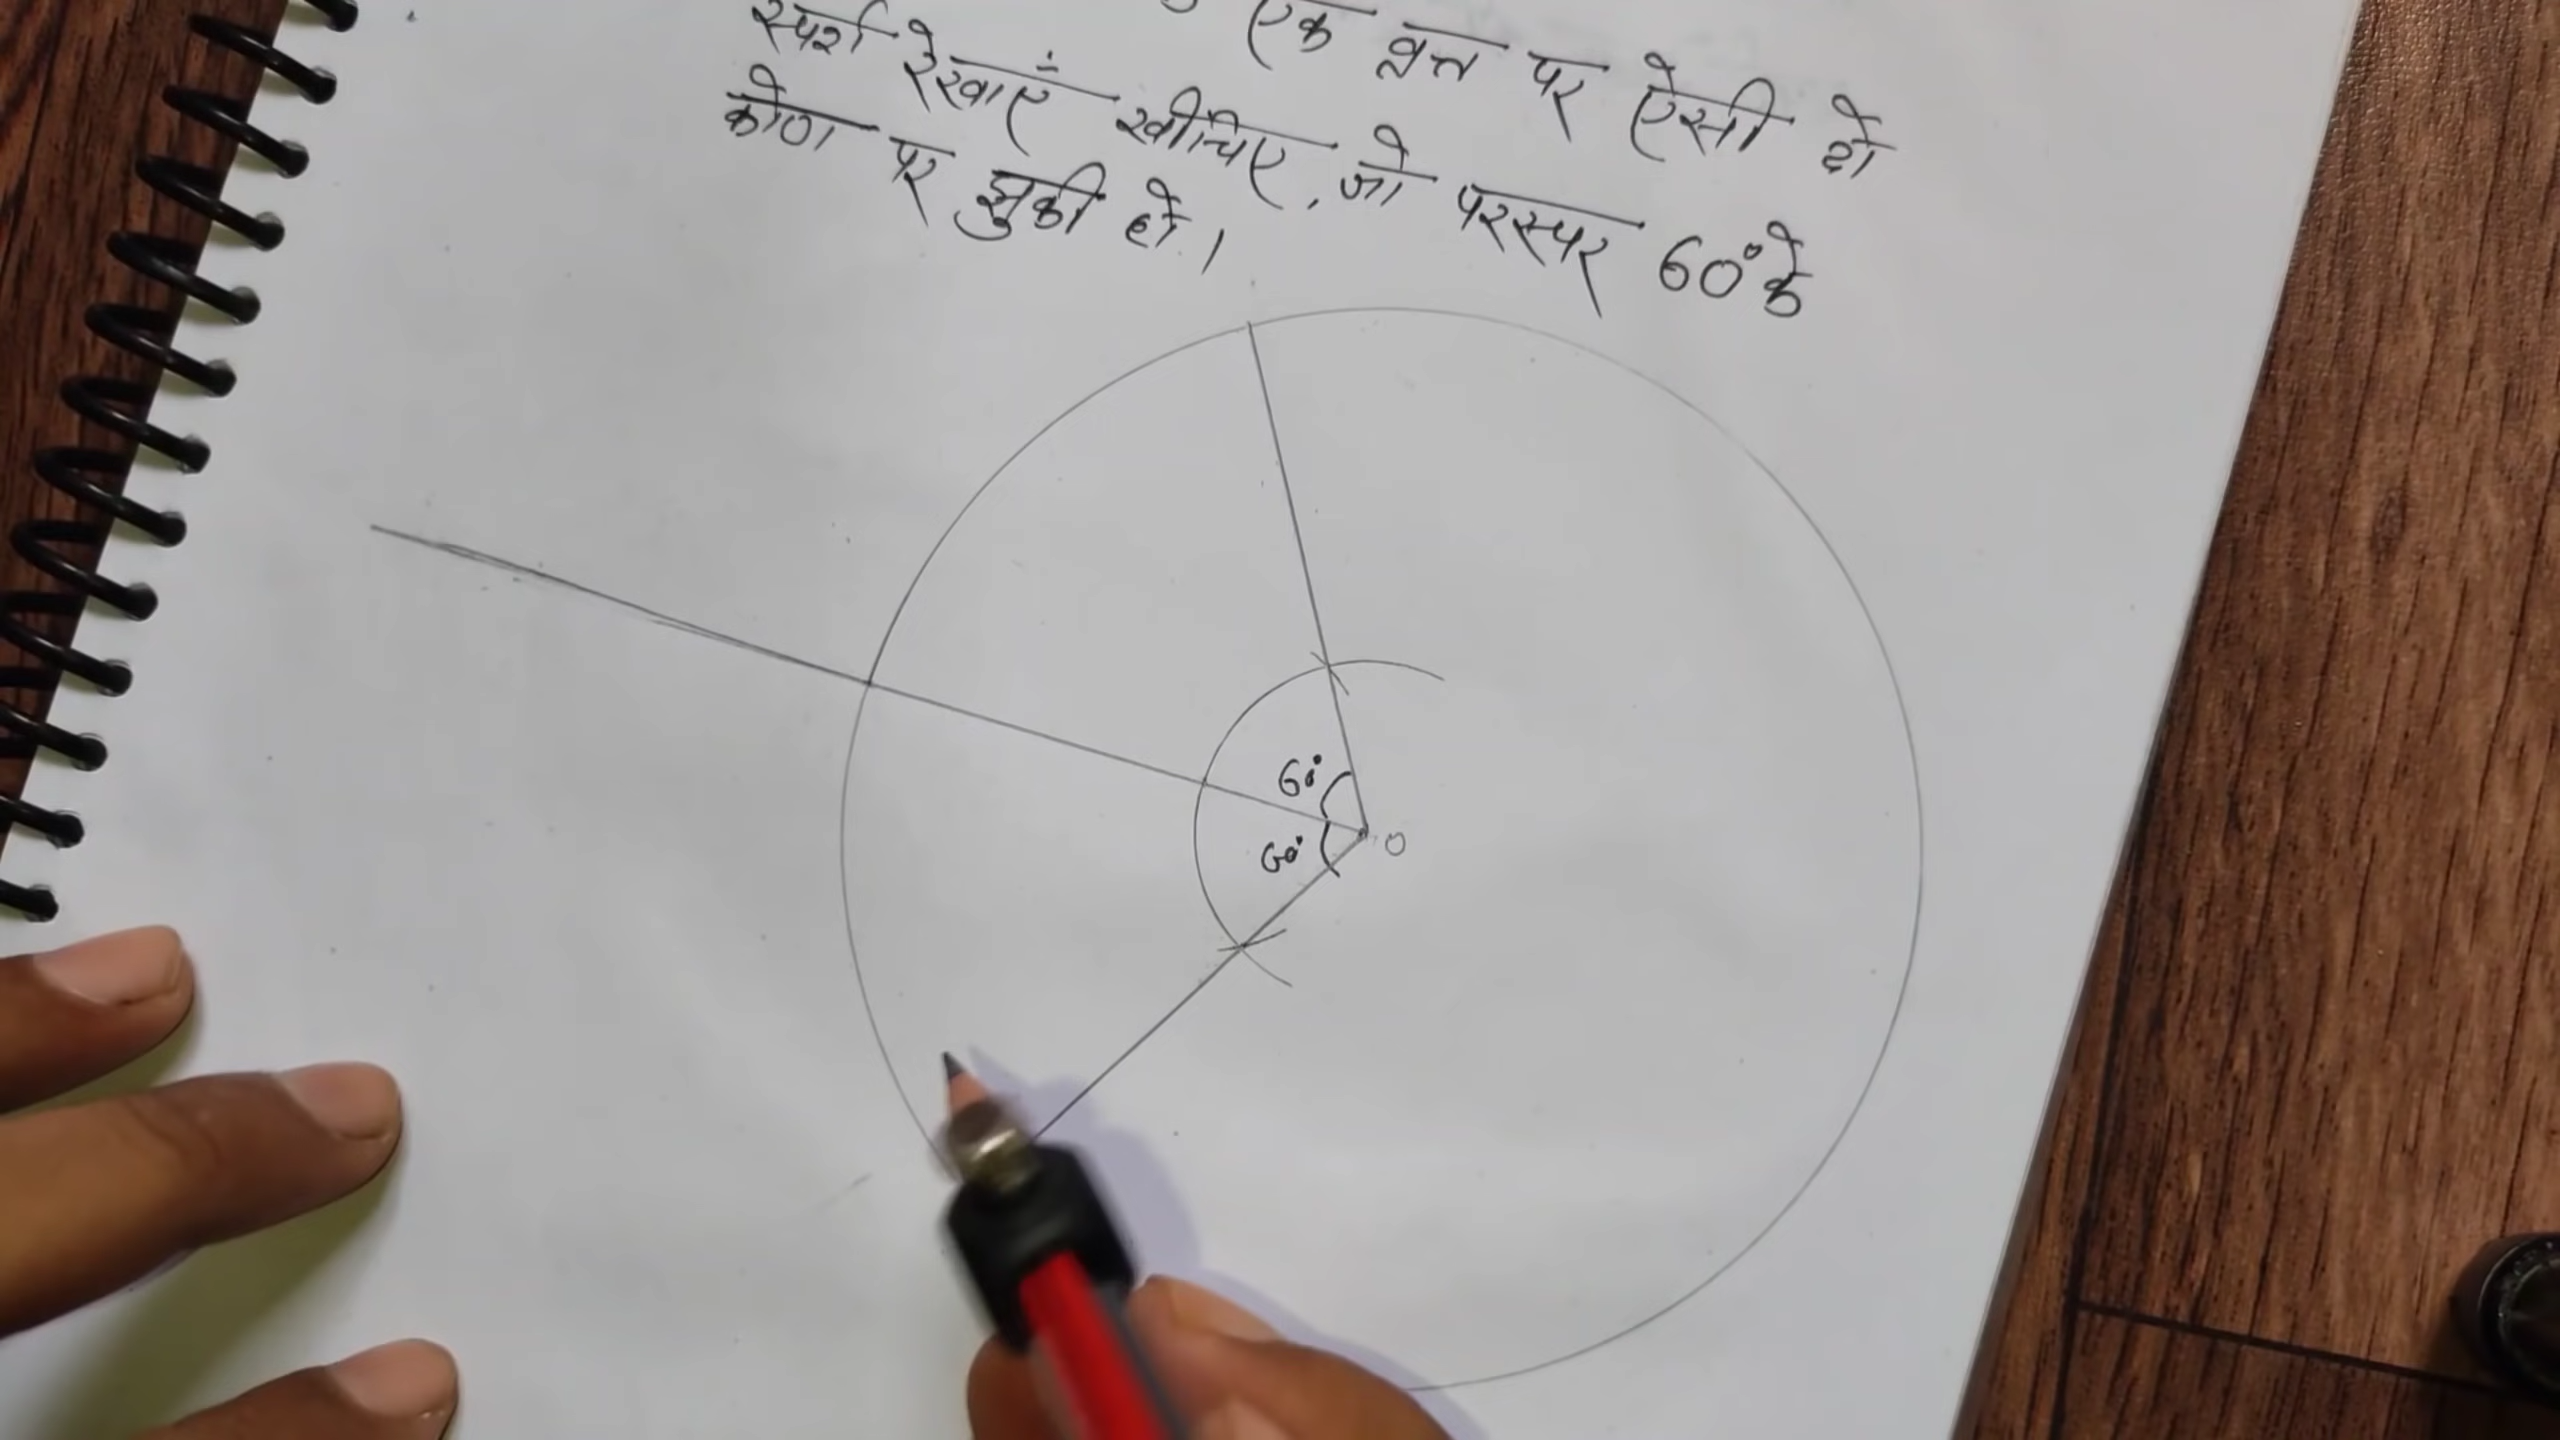 एक वृत्त पर ऐसी दो
स्पर्श रेखाएं खीचिए, जो परस्पर 60° के
कोण पर झुकी हो।
60°
60°
O